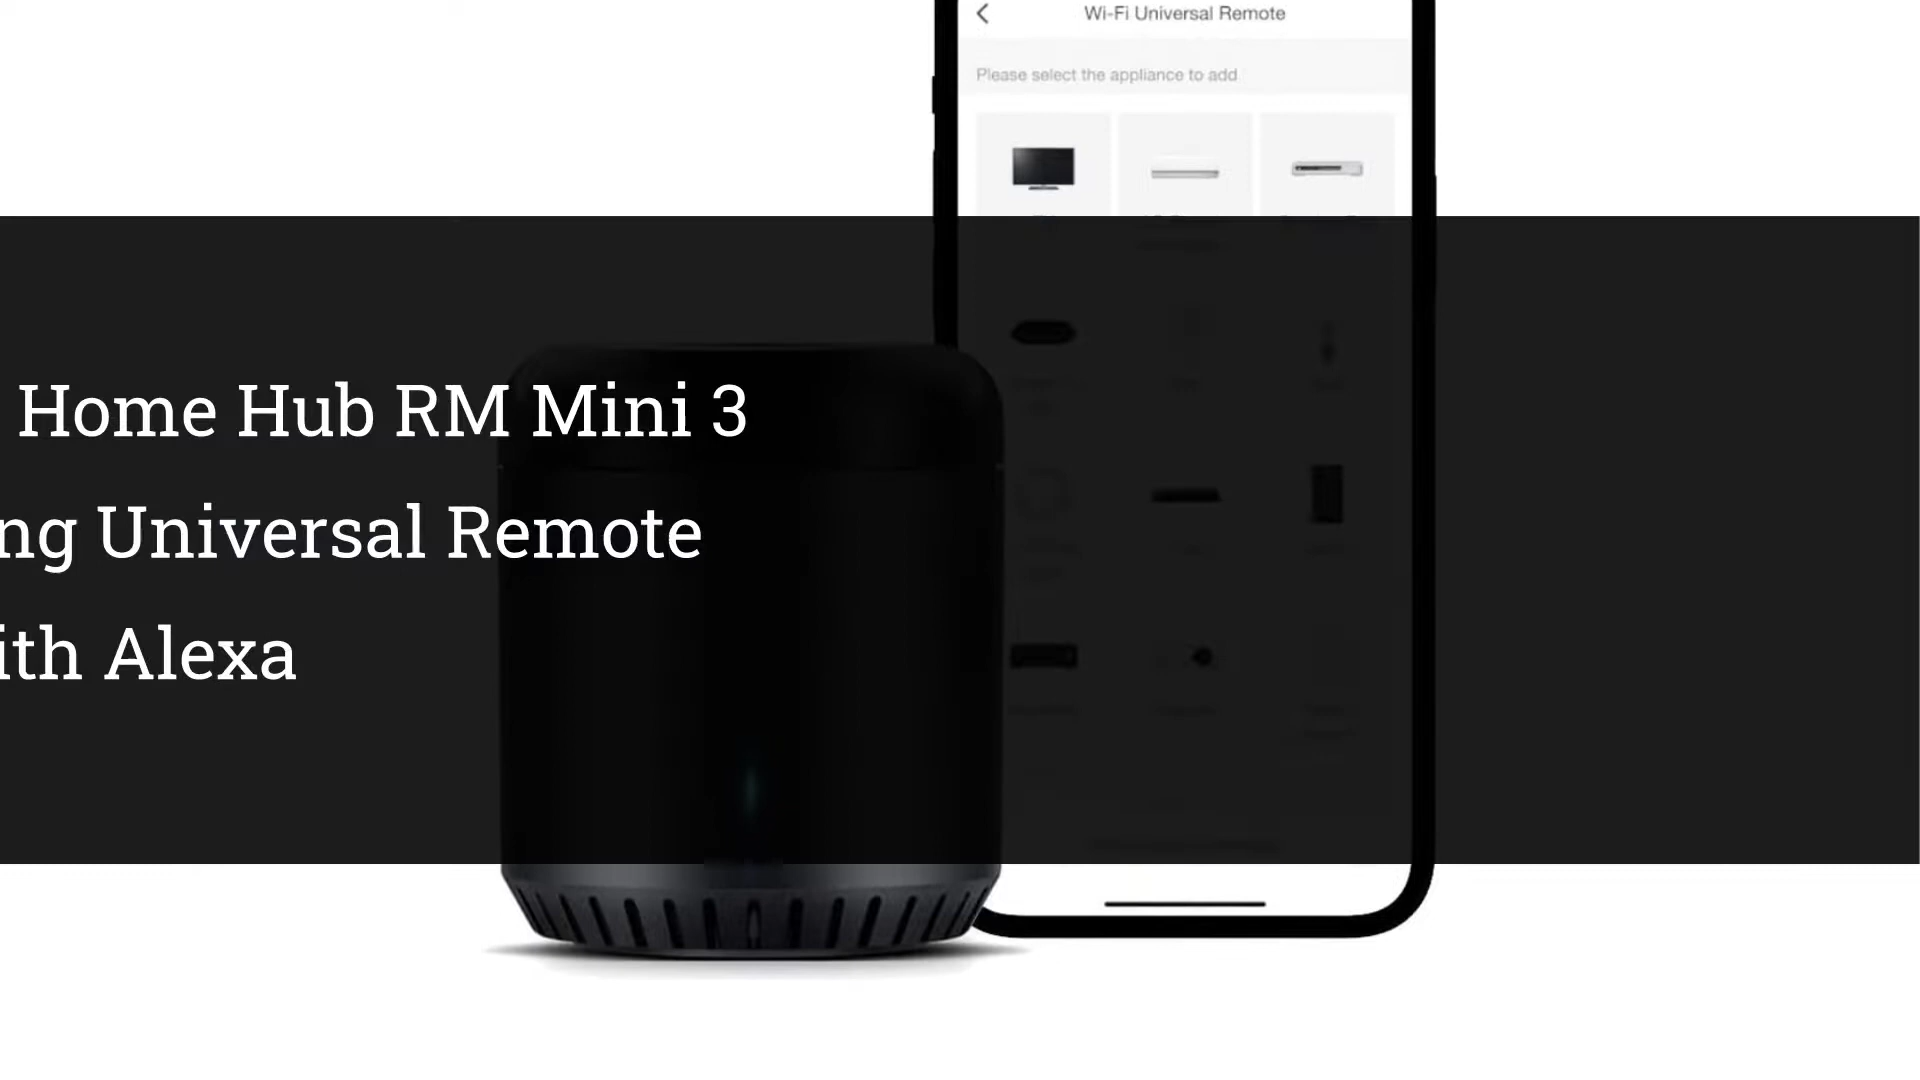 Wi-Fi Universal Remote
Please select the appliance to add
Home Hub RM Mini 3
ng Universal Remote
ith Alexa